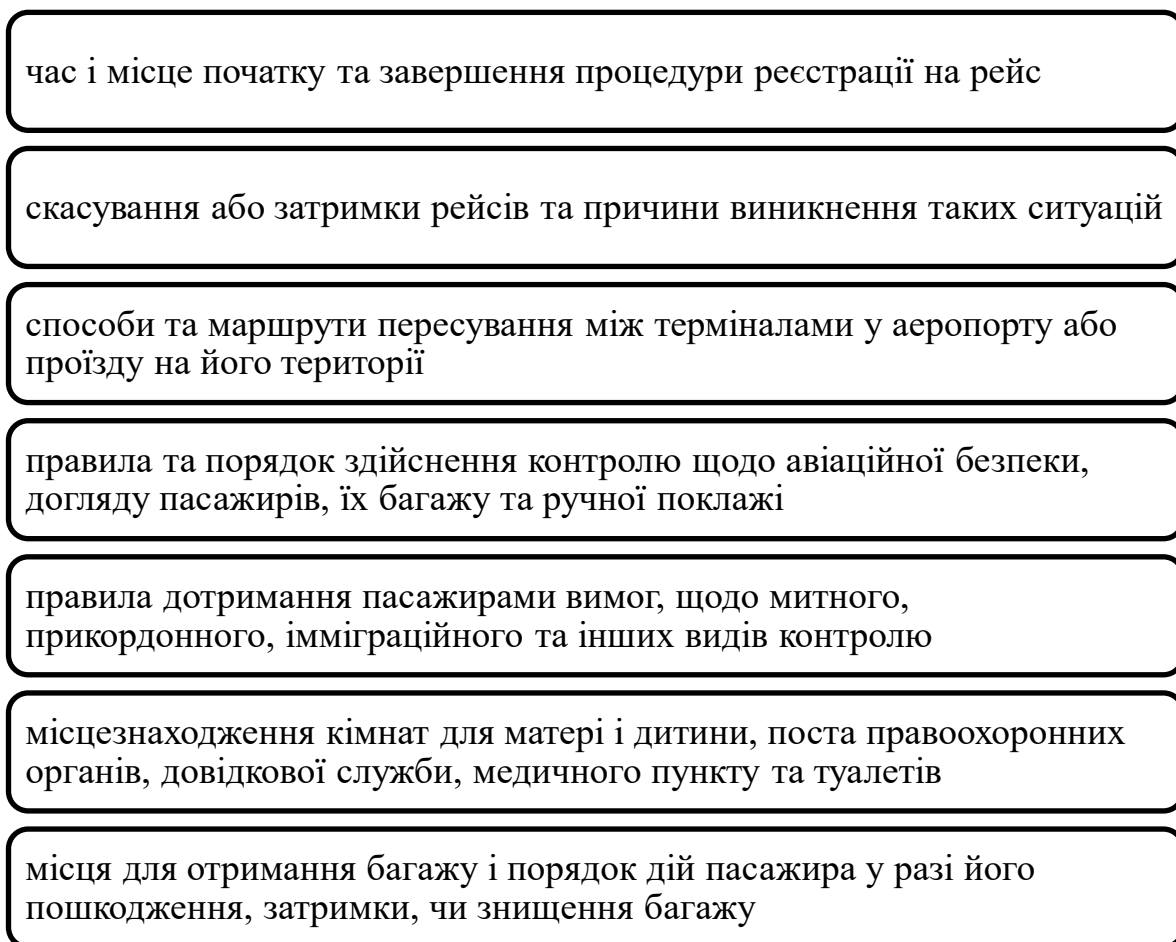 час і місце початку та завершення процедури реєстрації на рейс
скасування або затримки рейсів та причини виникнення таких ситуацій
способи та маршрути пересування між терміналами у аеропорту або
проїзду на його території
правила та порядок здійснення контролю щодо авіаційної безпеки,
догляду пасажирів, їх багажу та ручної поклажі
правила дотримання пасажирами вимог, щодо митного,
прикордонного, імміграційного та інших видів контролю
місцезнаходження кімнат для матері і дитини, поста правоохоронних
органів, довідкової служби, медичного пункту та туалетів
місця для отримання багажу і порядок дій пасажира у разі його
пошкодження, затримки, чи знищення багажу